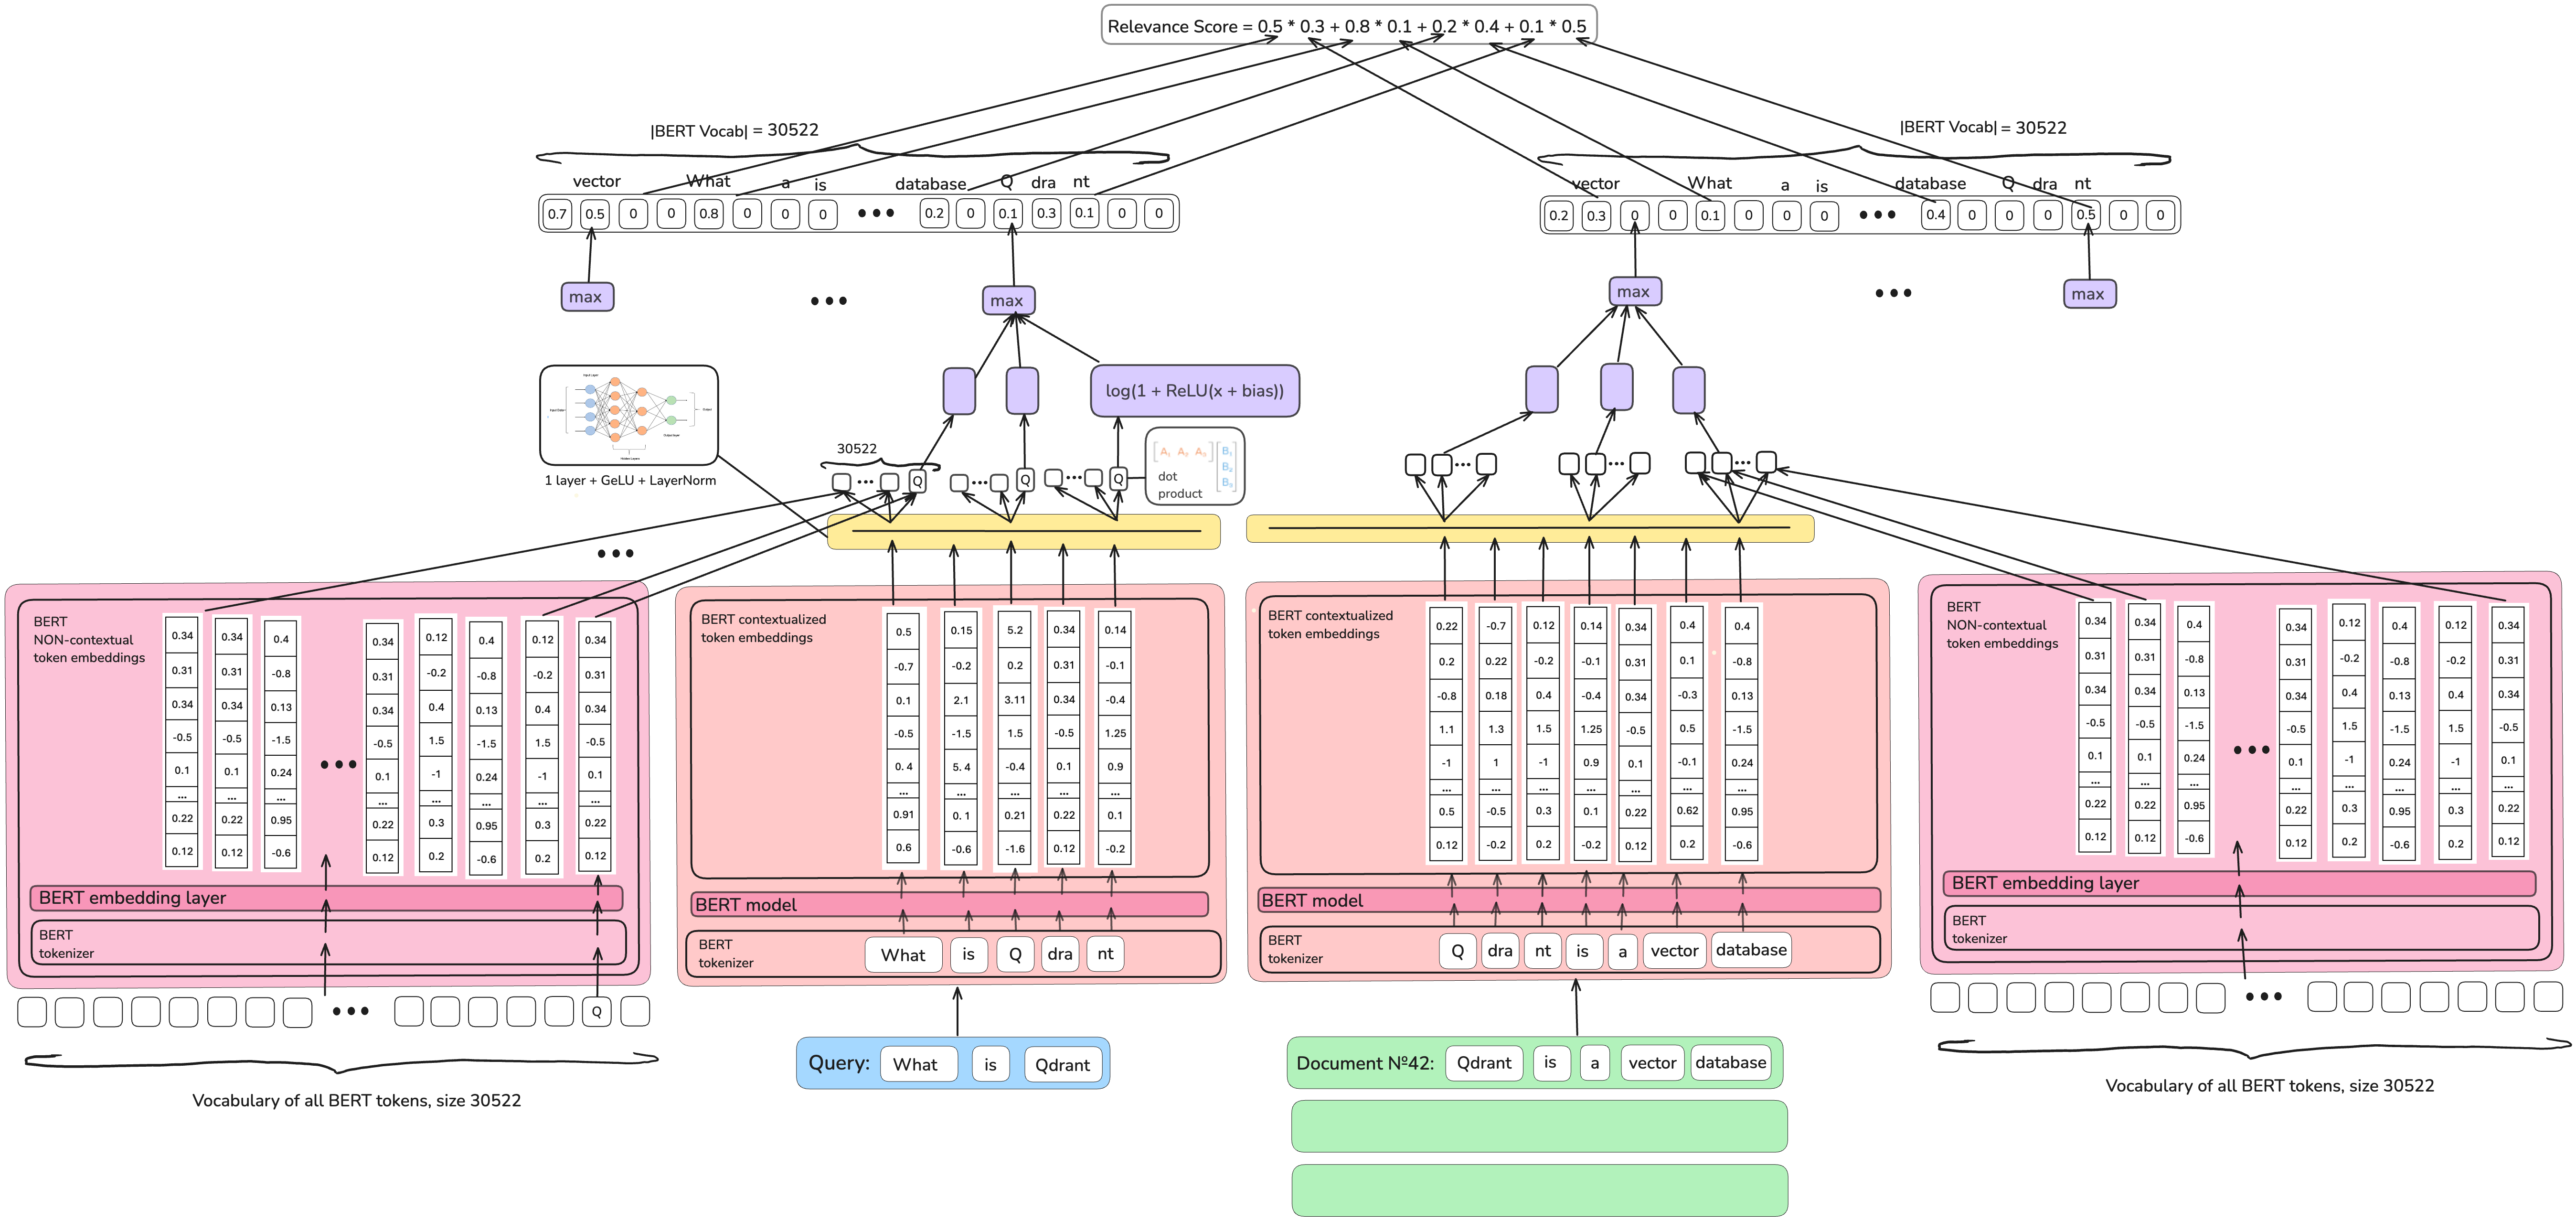 Relevance Score = 0.5 * 0.3 + 0.8 * 0.1 + 0.2 * 0.4 + 0.1 * 0.5
|BERT Vocab| = 30522
vector What a is database Q dra nt
0.7 0.5 0 0 0.8 0 0 0 ••• 0.2 0 0.1 0.3 0.1 0 0
|BERT Vocab| = 30522
vector What a is database Q dra nt
0.2 0.3 0 0 0.1 0 0 0 ••• 0.4 0 0 0 0.5 0 0
max ••• max
max ••• max
log(1 + ReLU(x + bias))
1 layer + GeLU + LayerNorm
30522
••• Q ••• Q ••• Q
A₁ A₂ A₃
B₁
B₂
B₃
dot
product
••• ••• •••
•••
BERT
NON-contextual
token embeddings
0.34 0.34 0.4 0.34 0.12 0.4 0.12 0.34
0.31 0.31 -0.8 0.31 -0.2 -0.8 -0.2 0.31
0.34 0.34 0.13 0.34 0.4 0.13 0.4 0.34
-0.5 -0.5 -1.5 ••• -0.5 1.5 -1.5 1.5 -0.5
0.1 0.1 0.24 0.1 -1 0.24 -1 0.1
... ... ... ... ... ... ... ...
0.22 0.22 0.95 0.22 0.3 0.95 0.3 0.22
0.12 0.12 -0.6 0.12 0.2 -0.6 0.2 0.12
BERT embedding layer
BERT
tokenizer
••• Q
Vocabulary of all BERT tokens, size 30522
BERT contextualized
token embeddings
0.5 0.15 5.2 0.34 0.14
-0.7 -0.2 0.2 0.31 -0.1
0.1 2.1 3.11 0.34 -0.4
-0.5 -1.5 1.5 -0.5 1.25
0. 4 5. 4 -0.4 0.1 0.9
... ... ... ... ...
0.91 0. 1 0.21 0.22 0.1
0.6 -0.6 -1.6 0.12 -0.2
BERT model
BERT
tokenizer
What is Q dra nt
Query: What is Qdrant
BERT contextualized
token embeddings
0.22 -0.7 0.12 0.14 0.34 0.4 0.4
0.2 0.22 -0.2 -0.1 0.31 0.1 -0.8
-0.8 0.18 0.4 -0.4 0.34 -0.3 0.13
1.1 1.3 1.5 1.25 -0.5 0.5 -1.5
-1 1 -1 0.9 0.1 -0.1 0.24
... ... ... ... ... ... ...
0.5 -0.5 0.3 0.1 0.22 0.62 0.95
0.12 -0.2 0.2 -0.2 0.12 0.2 -0.6
BERT model
BERT
tokenizer
Q dra nt is a vector database
Document №42: Qdrant is a vector database
BERT
NON-contextual
token embeddings
0.34 0.34 0.4 0.34 0.12 0.4 0.12 0.34
0.31 0.31 -0.8 0.31 -0.2 -0.8 -0.2 0.31
0.34 0.34 0.13 0.34 0.4 0.13 0.4 0.34
-0.5 -0.5 -1.5 ••• -0.5 1.5 -1.5 1.5 -0.5
0.1 0.1 0.24 0.1 -1 0.24 -1 0.1
... ... ... ... ... ... ... ...
0.22 0.22 0.95 0.22 0.3 0.95 0.3 0.22
0.12 0.12 -0.6 0.12 0.2 -0.6 0.2 0.12
BERT embedding layer
BERT
tokenizer
•••
Vocabulary of all BERT tokens, size 30522